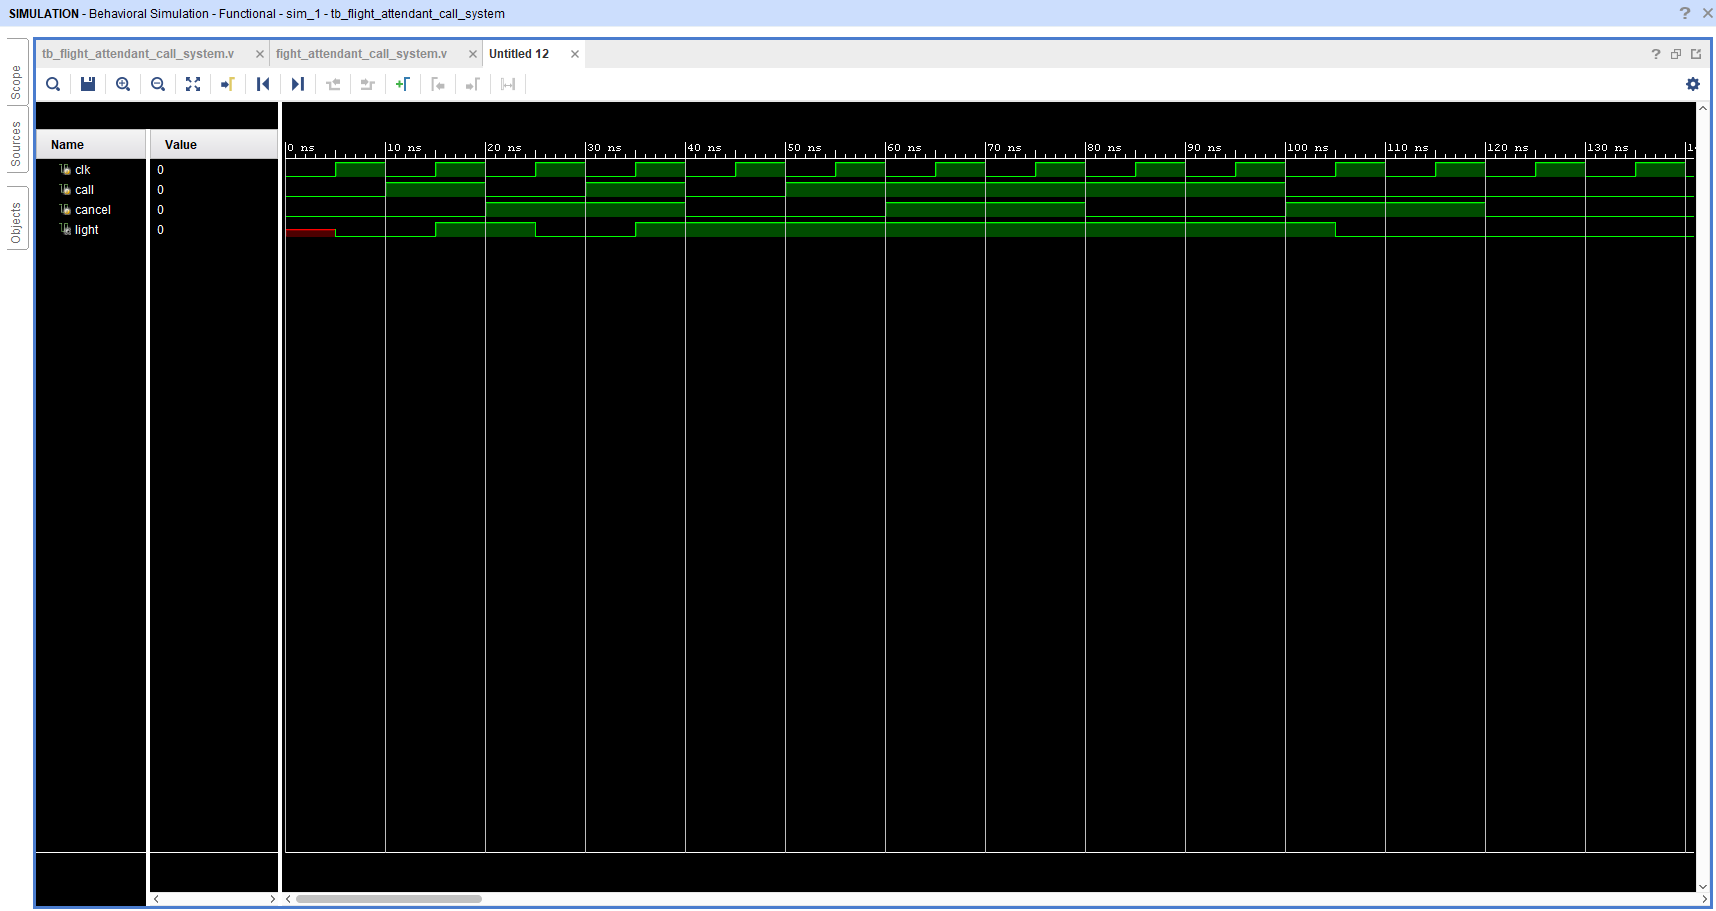 SIMULATION - Behavioral Simulation - Functional - sim_1 - tb_flight_attendant_call_system
tb_flight_attendant_call_system.v
fight_attendant_call_system.v
Untitled 12
Scope
Sources
Objects
Name
Value
0 ns
10 ns
20 ns
30 ns
40 ns
50 ns
60 ns
70 ns
80 ns
90 ns
100 ns
110 ns
120 ns
130 ns
clk 0
call 0
cancel 0
light 0